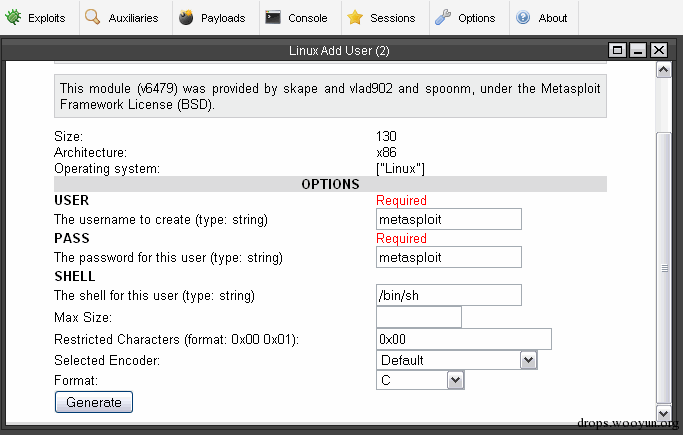 Exploits Auxiliaries Payloads Console Sessions Options About
Linux Add User (2)
This module (v6479) was provided by skape and vlad902 and spoonm, under the Metasploit
Framework License (BSD).
Size: 130
Architecture: x86
Operating system: ["Linux"]
OPTIONS
USER Required
The username to create (type: string) metasploit
PASS Required
The password for this user (type: string) metasploit
SHELL
The shell for this user (type: string) /bin/sh
Max Size:
Restricted Characters (format: 0x00 0x01): 0x00
Selected Encoder: Default
Format: C
Generate
drops.wooyun.org